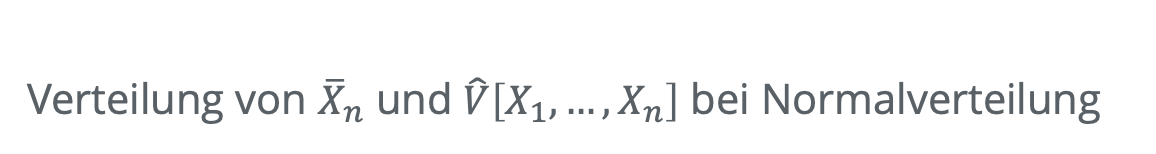 Verteilung von X̄ₙ und V̂[X₁, … , Xₙ] bei Normalverteilung